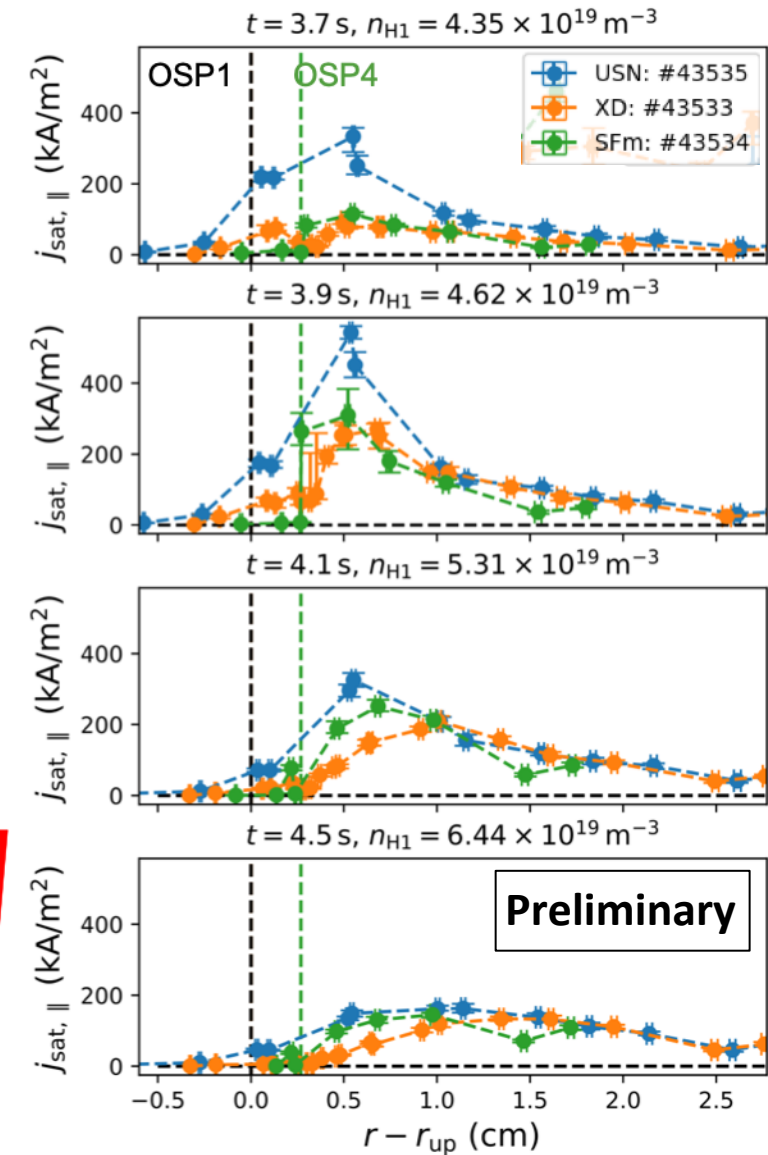 t = 3.7 s, n_H1 = 4.35 × 10^19 m^−3
OSP1
OSP4
USN: #43535
XD: #43533
SFm: #43534
400
200
0
j_sat, ∥ (kA/m^2)
t = 3.9 s, n_H1 = 4.62 × 10^19 m^−3
400
200
0
j_sat, ∥ (kA/m^2)
t = 4.1 s, n_H1 = 5.31 × 10^19 m^−3
400
200
0
j_sat, ∥ (kA/m^2)
t = 4.5 s, n_H1 = 6.44 × 10^19 m^−3
Preliminary
400
200
0
j_sat, ∥ (kA/m^2)
−0.5 0.0 0.5 1.0 1.5 2.0 2.5
r − r_up (cm)